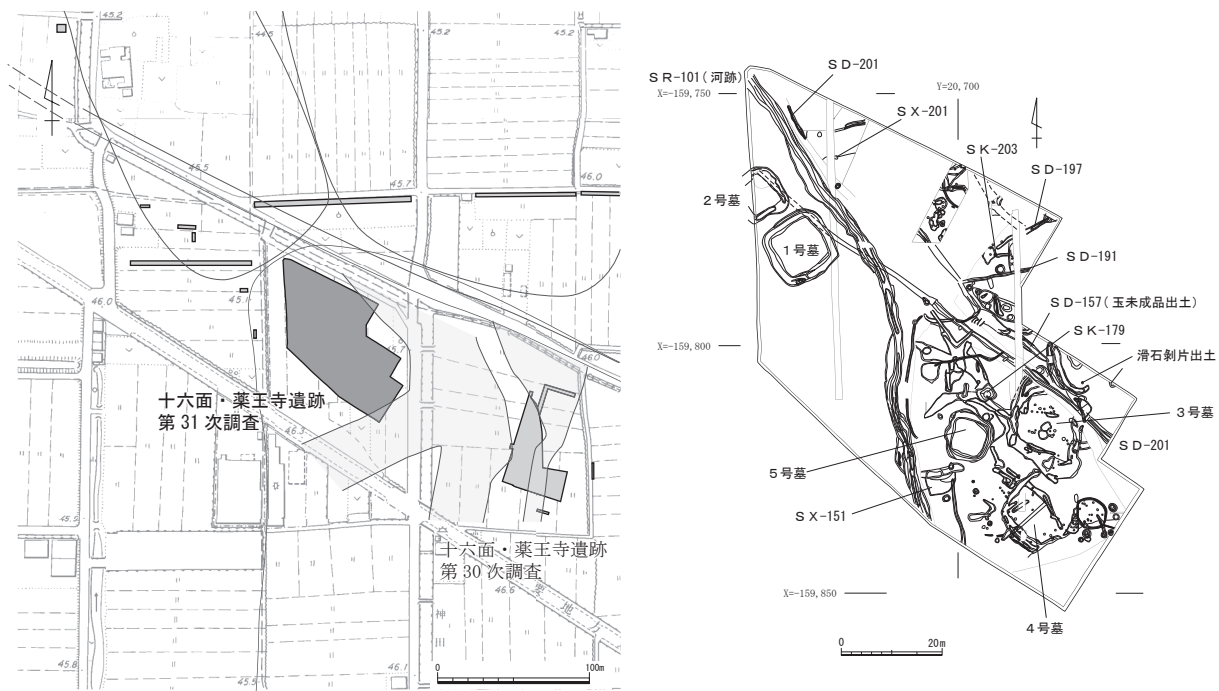 45.2
44.5
45.2
45.2
45.5
45.7
46.0
46.0
45.1
45.7
46.0
十六面・薬王寺遺跡
第 31 次調査
46.3
45.9
十六面・薬王寺遺跡
第 30 次調査
46.6
聖
地
神
田
45.8
46.1
45.5
0
100m
SR-101(河跡)
SD-201
X=-159,750
Y=20,700
SX-201
SK-203
SD-197
2号墓
1号墓
SD-191
SD-157(玉未成品出土)
SK-179
X=-159,800
滑石剝片出土
3号墓
SD-201
5号墓
SX-151
X=-159,850
4号墓
0
20m